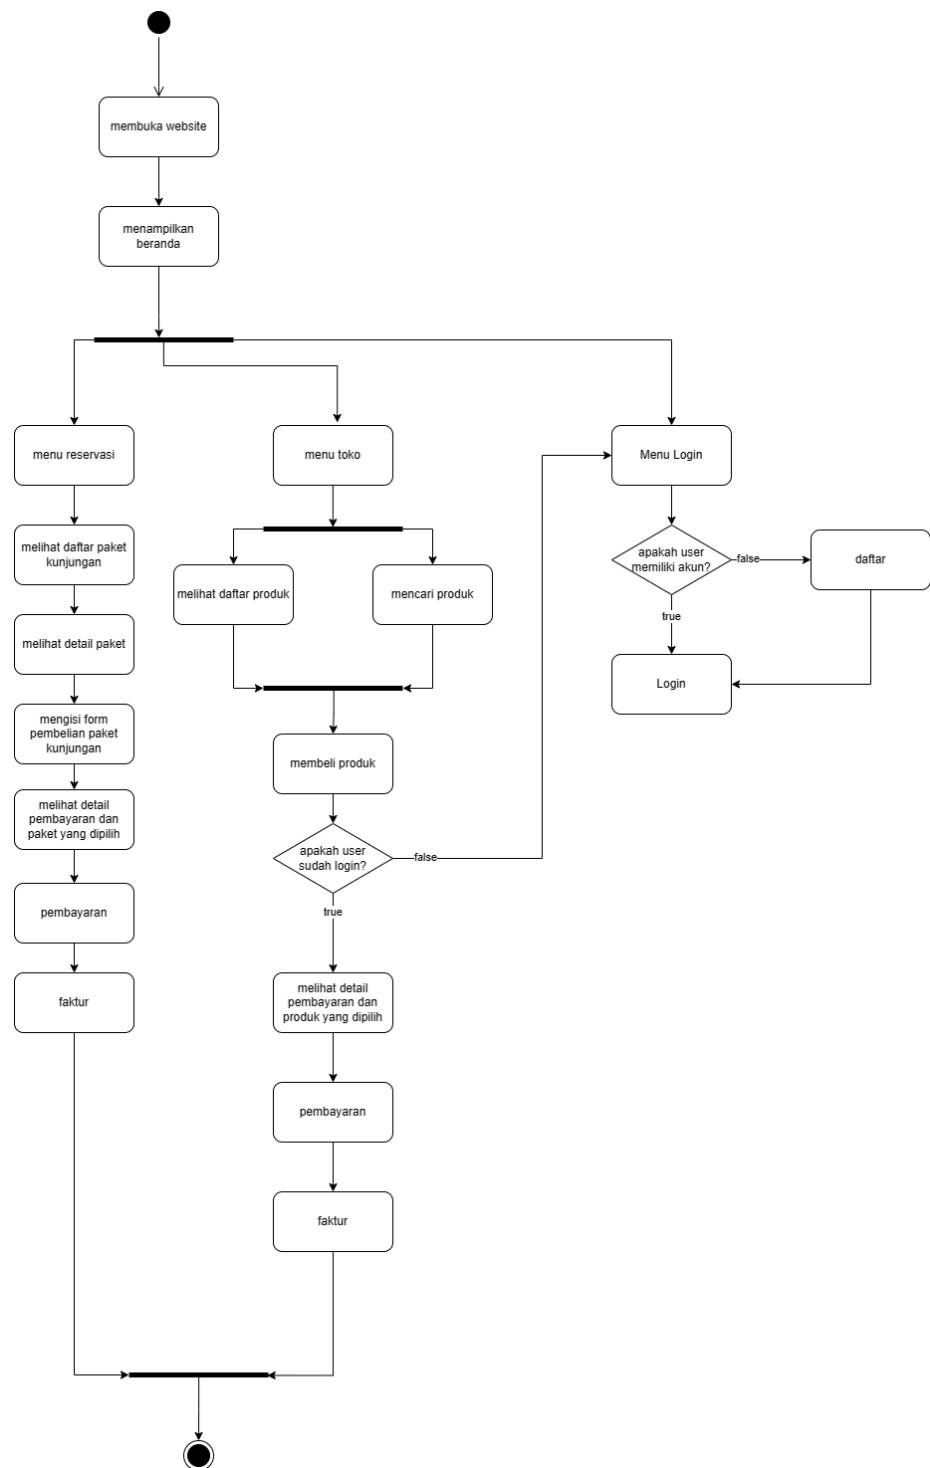 membuka website
menampilkan
beranda
menu reservasi
menu toko
Menu Login
melihat daftar paket
kunjungan
melihat daftar produk
mencari produk
apakah user
memiliki akun?
false
daftar
true
melihat detail paket
Login
mengisi form
pembelian paket
kunjungan
membeli produk
melihat detail
pembayaran dan
paket yang dipilih
apakah user
sudah login?
false
true
pembayaran
faktur
melihat detail
pembayaran dan
produk yang dipilih
pembayaran
faktur